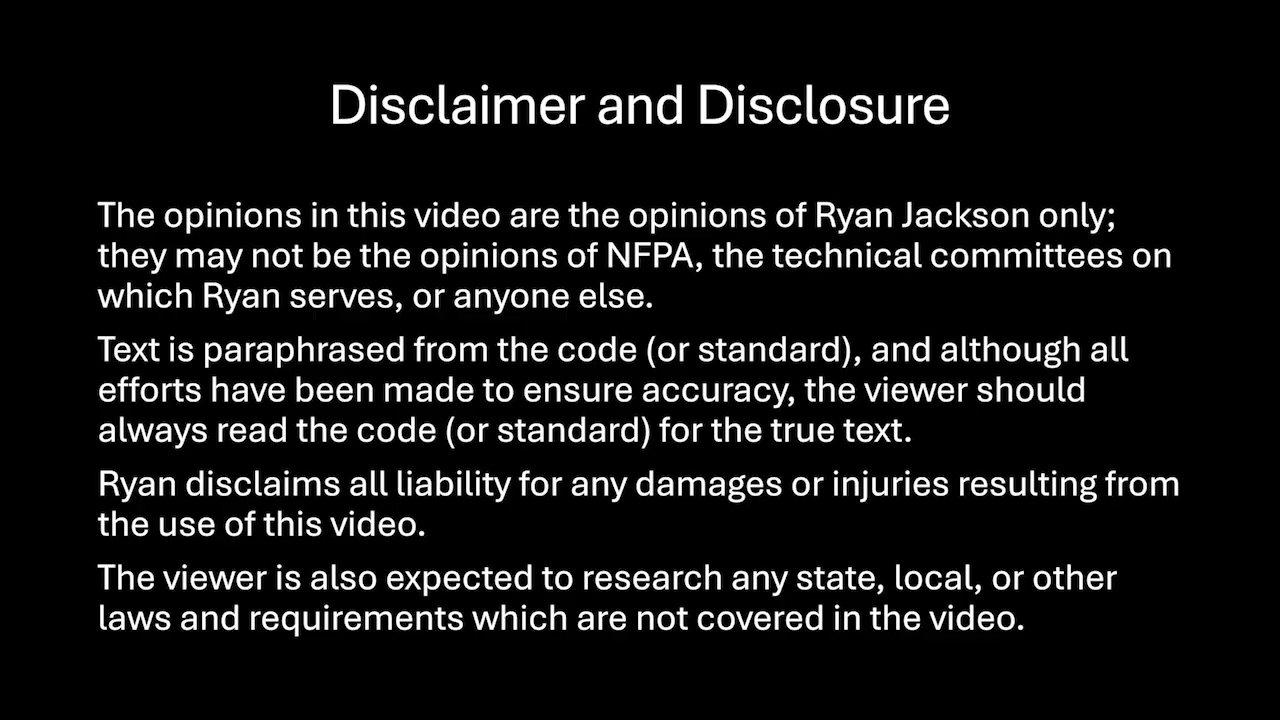 Disclaimer and Disclosure
The opinions in this video are the opinions of Ryan Jackson only;
they may not be the opinions of NFPA, the technical committees on
which Ryan serves, or anyone else.
Text is paraphrased from the code (or standard), and although all
efforts have been made to ensure accuracy, the viewer should
always read the code (or standard) for the true text.
Ryan disclaims all liability for any damages or injuries resulting from
the use of this video.
The viewer is also expected to research any state, local, or other
laws and requirements which are not covered in the video.